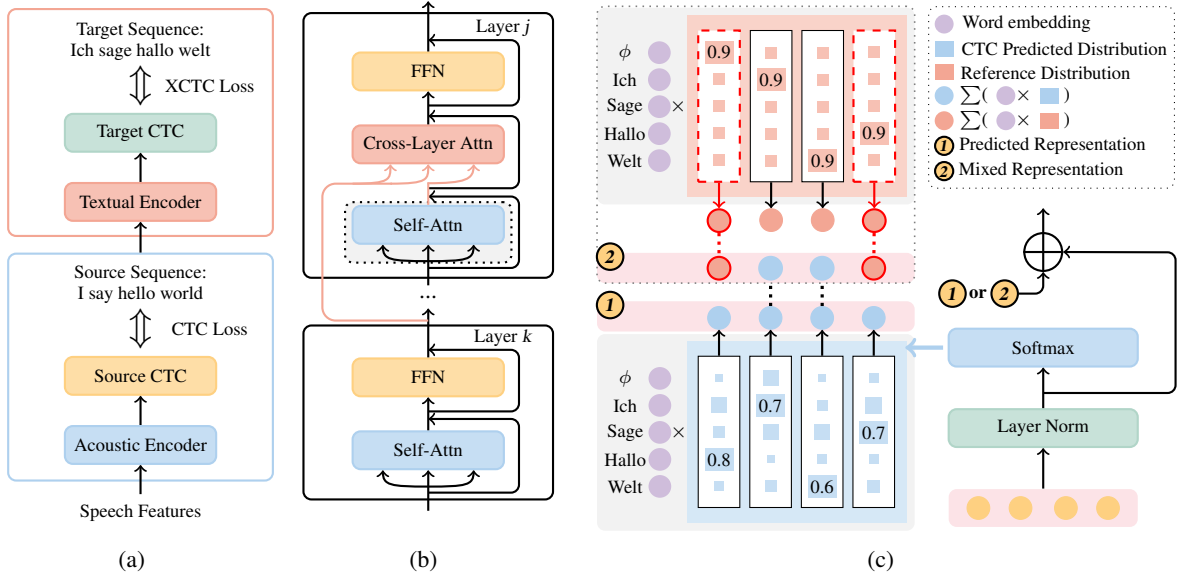 Target Sequence:
Ich sage hallo welt
XCTC Loss
Target CTC
Textual Encoder
Source Sequence:
I say hello world
CTC Loss
Source CTC
Acoustic Encoder
Speech Features
(a)
Layer j
FFN
Cross-Layer Attn
Self-Attn
...
Layer k
FFN
Self-Attn
(b)
ϕ
Ich
Sage
×
Hallo
Welt
0.9
0.9
0.9
0.9
2
1
ϕ
Ich
Sage
×
Hallo
Welt
0.8
0.7
0.6
0.7
Word embedding
CTC Predicted Distribution
Reference Distribution
∑( × )
∑( × )
1 Predicted Representation
2 Mixed Representation
1 or 2
Softmax
Layer Norm
(c)